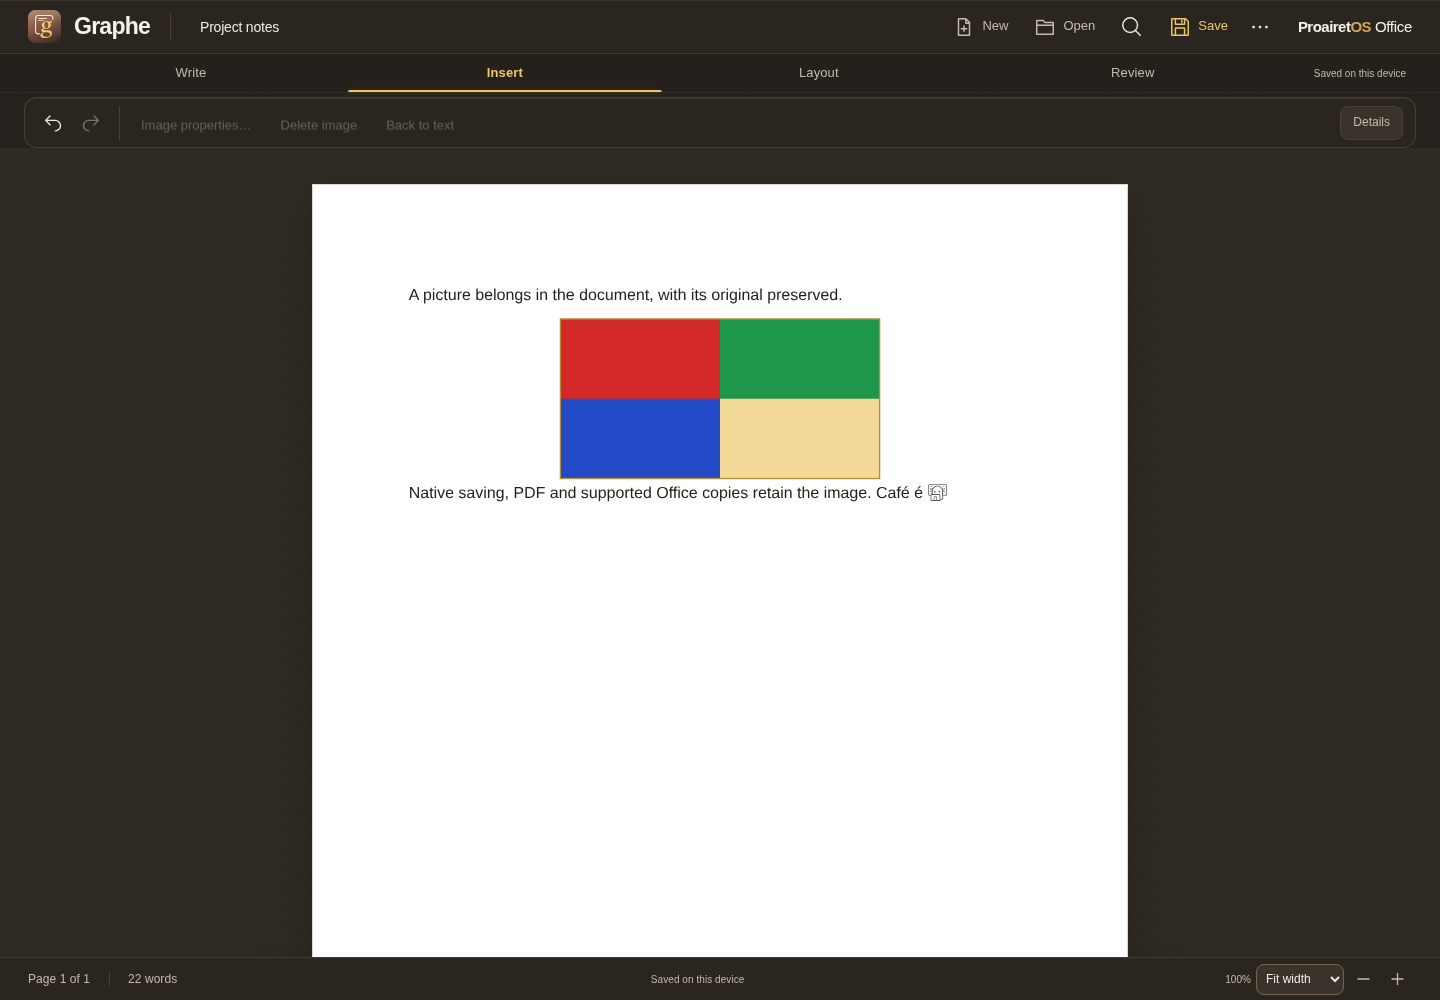 Graphe
Project notes
New
Open
Save
ProairetOS Office
Write
Insert
Layout
Review
Saved on this device
Image properties…
Delete image
Back to text
Details
A picture belongs in the document, with its original preserved.
Native saving, PDF and supported Office copies retain the image. Café é
Page 1 of 1
22 words
Saved on this device
100%
Fit width